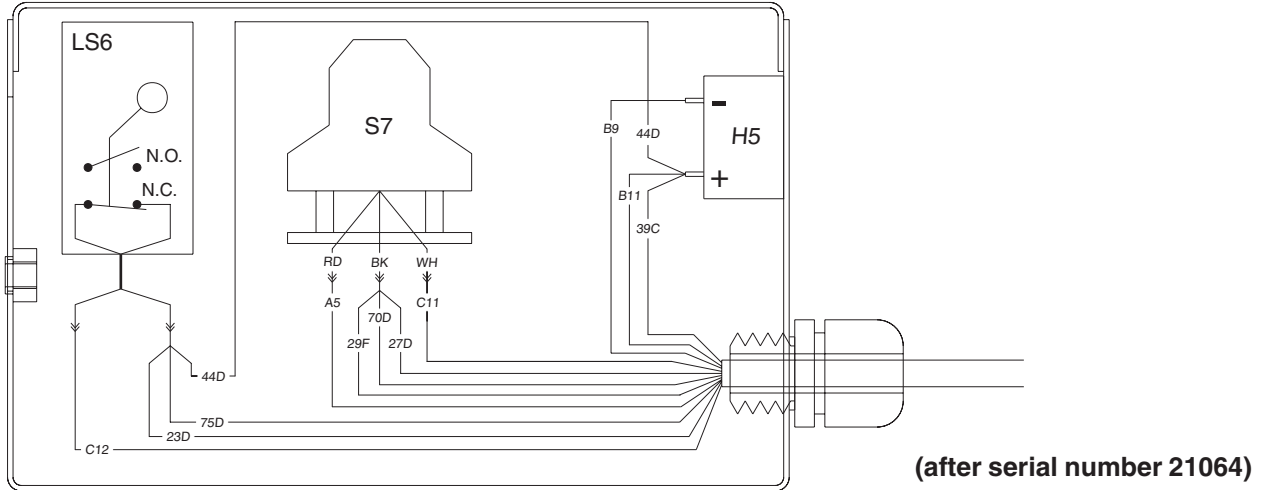 LS6
N.O.
N.C.
S7
H5
-
+
B9
44D
B11
39C
RD
BK
WH
A5
C11
70D
29F
27D
44D
75D
23D
C12
(after serial number 21064)